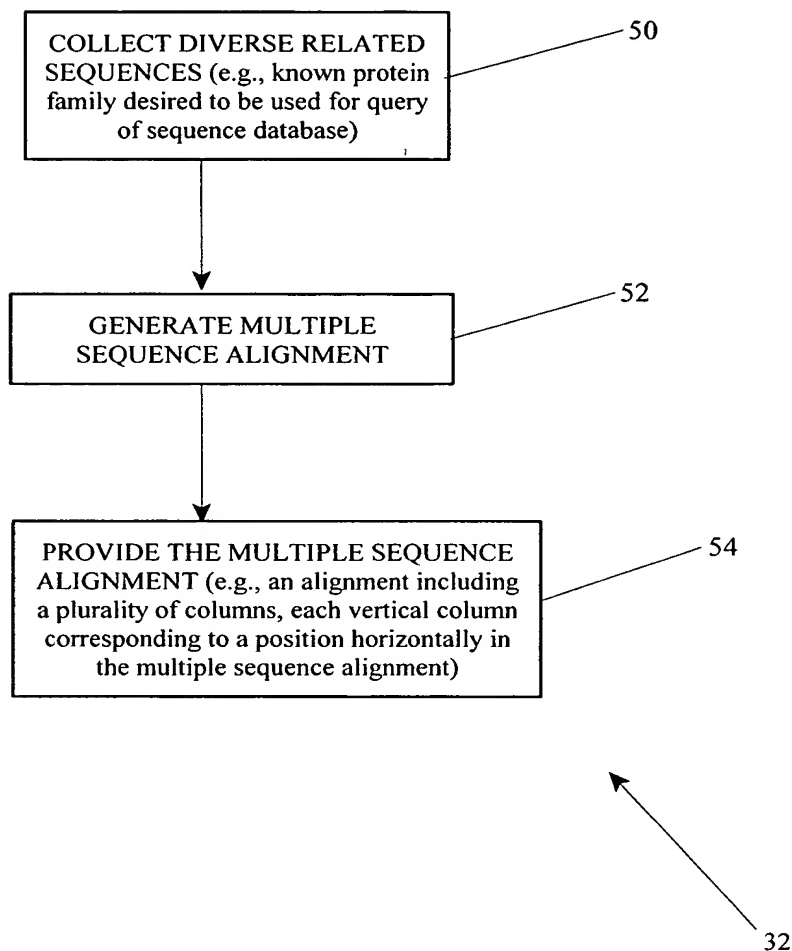 COLLECT DIVERSE RELATED
SEQUENCES (e.g., known protein
family desired to be used for query
of sequence database)
50
GENERATE MULTIPLE
SEQUENCE ALIGNMENT
52
PROVIDE THE MULTIPLE SEQUENCE
ALIGNMENT (e.g., an alignment including
a plurality of columns, each vertical column
corresponding to a position horizontally in
the multiple sequence alignment)
54
32